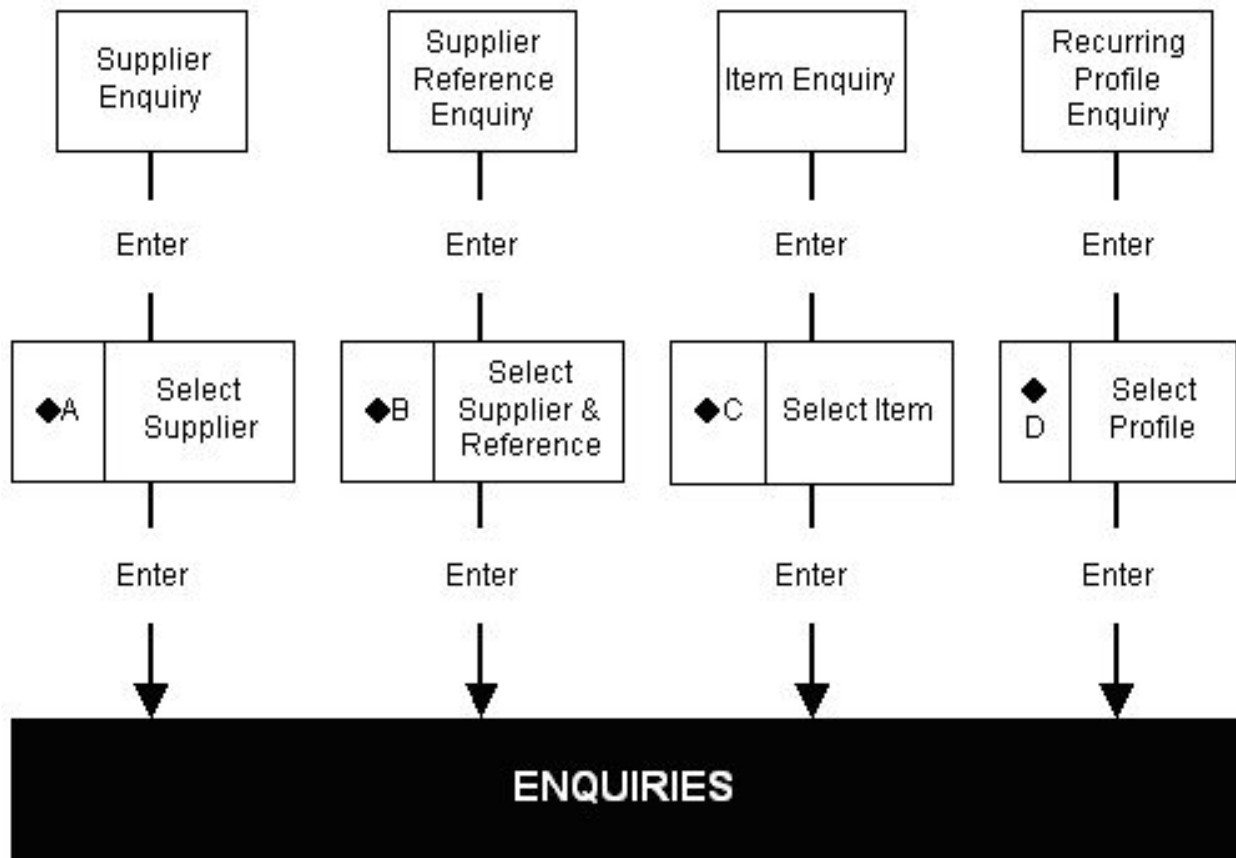 Supplier
Enquiry
Supplier
Reference
Enquiry
Item Enquiry
Recurring
Profile
Enquiry
Enter
Enter
Enter
Enter
◆A
Select
Supplier
◆B
Select
Supplier &
Reference
◆C
Select Item
◆
D
Select
Profile
Enter
Enter
Enter
Enter
ENQUIRIES